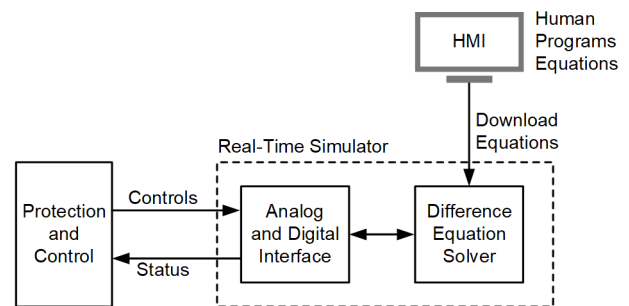 HMI
Human
Programs
Equations
Download
Equations
Real-Time Simulator
Protection
and
Control
Controls
Status
Analog
and Digital
Interface
Difference
Equation
Solver